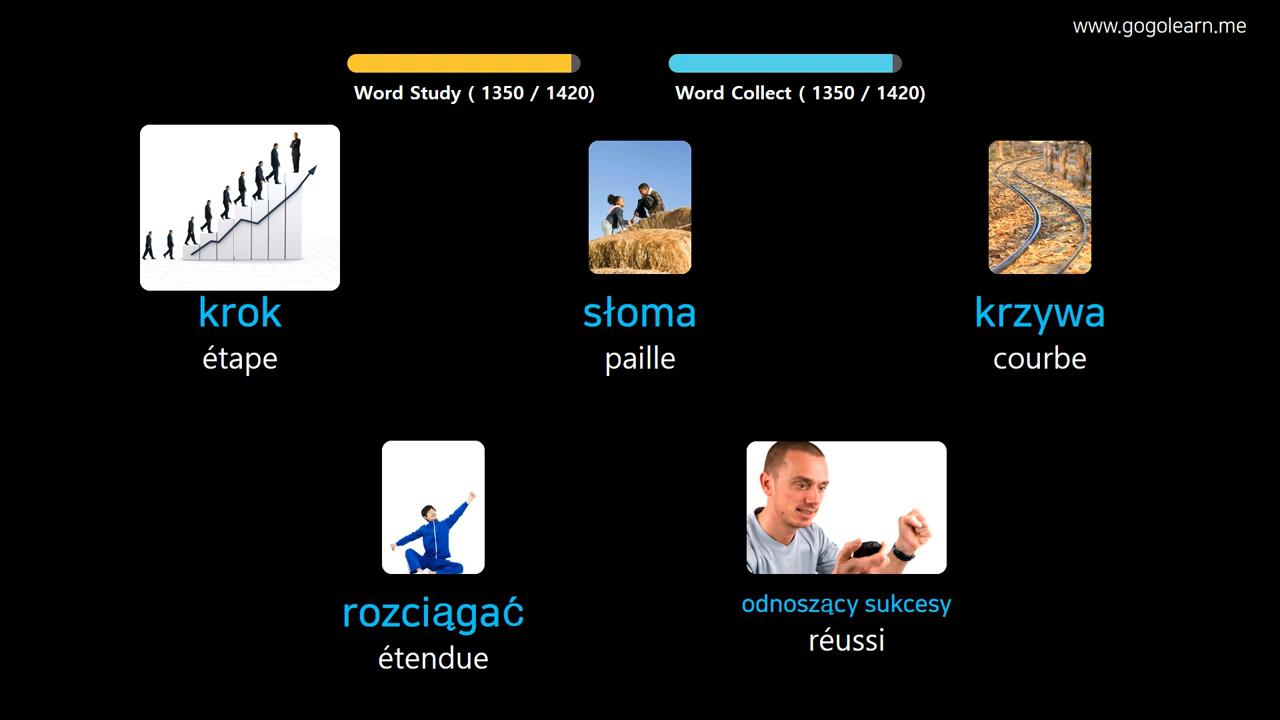 www.gogolearn.me
Word Study ( 1350 / 1420)
Word Collect ( 1350 / 1420)
krok
étape
słoma
paille
krzywa
courbe
rozciągać
étendue
odnoszący sukcesy
réussi